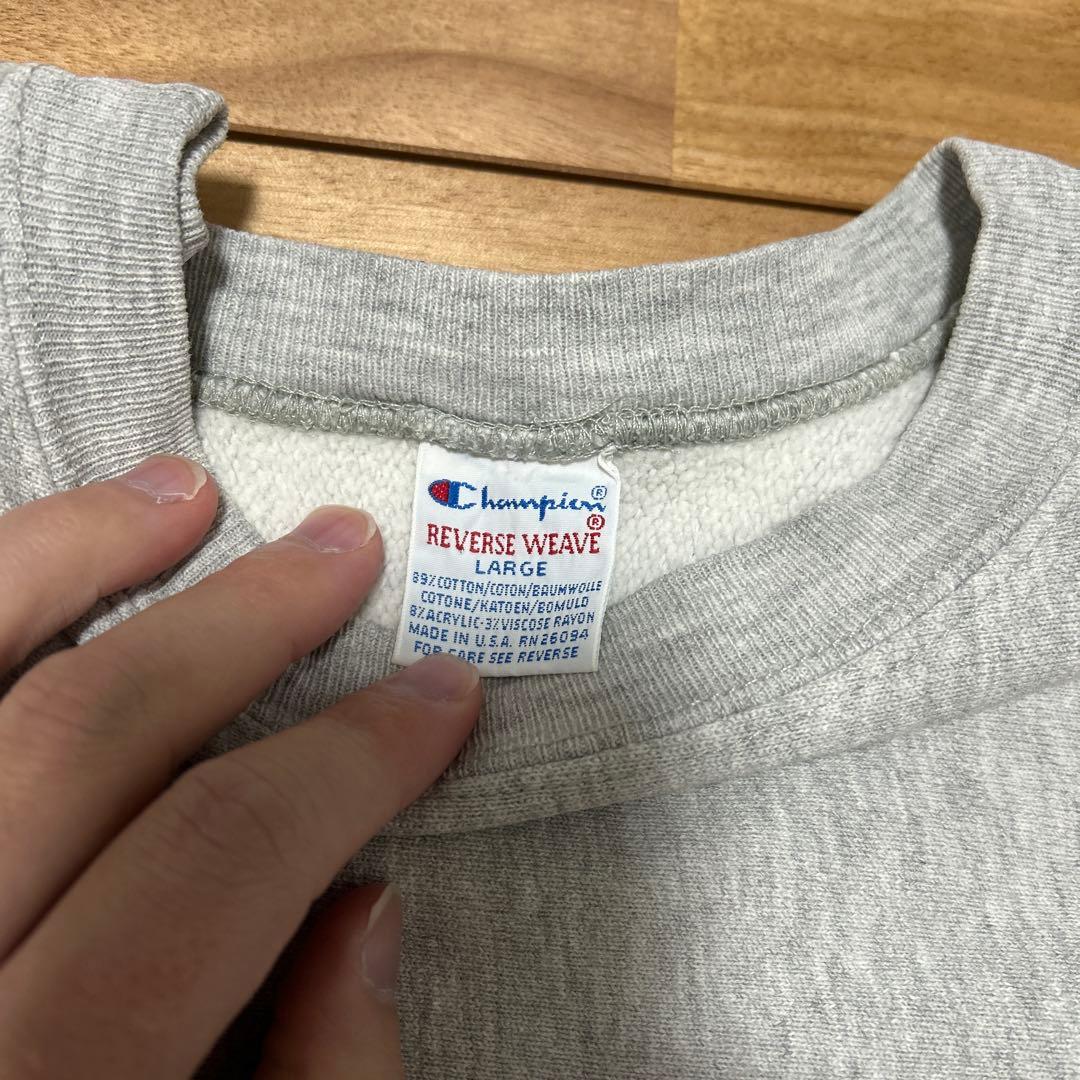 Champion®
REVERSE WEAVE®
LARGE
89%COTTON/COTON/BAUMWOLLE
COTONE/KATOEN/BOMULD
8%ACRYLIC-3%VISCOSE RAYON
MADE IN U.S.A. RN26094
FOR CARE SEE REVERSE